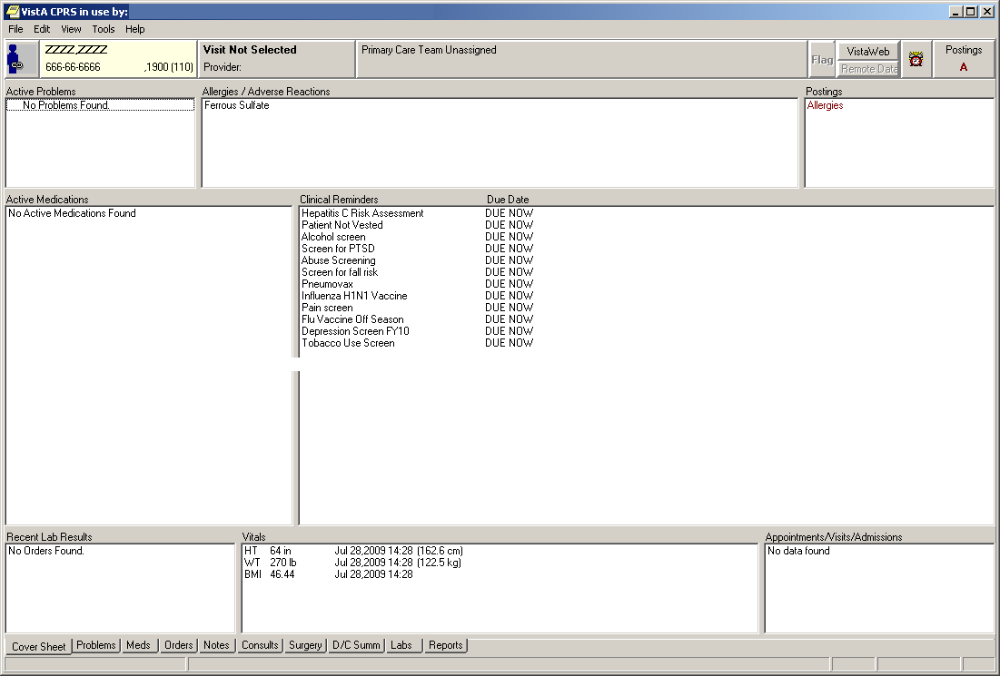 VistA CPRS in use by:
File Edit View Tools Help
ZZZZ,ZZZZ
666-66-6666 ,1900 (110)
Visit Not Selected
Provider:
Primary Care Team Unassigned
Flag
VistaWeb
Remote Data
Postings
A
Active Problems
No Problems Found.
Allergies / Adverse Reactions
Ferrous Sulfate
Postings
Allergies
Active Medications
No Active Medications Found
Clinical Reminders Due Date
Hepatitis C Risk Assessment DUE NOW
Patient Not Vested DUE NOW
Alcohol screen DUE NOW
Screen for PTSD DUE NOW
Abuse Screening DUE NOW
Screen for fall risk DUE NOW
Pneumovax DUE NOW
Influenza H1N1 Vaccine DUE NOW
Pain screen DUE NOW
Flu Vaccine Off Season DUE NOW
Depression Screen FY10 DUE NOW
Tobacco Use Screen DUE NOW
Recent Lab Results
No Orders Found.
Vitals
HT 64 in Jul 28,2009 14:28 (162.6 cm)
WT 270 lb Jul 28,2009 14:28 (122.5 kg)
BMI 46.44 Jul 28,2009 14:28
Appointments/Visits/Admissions
No data found
Cover Sheet Problems Meds Orders Notes Consults Surgery D/C Summ Labs Reports